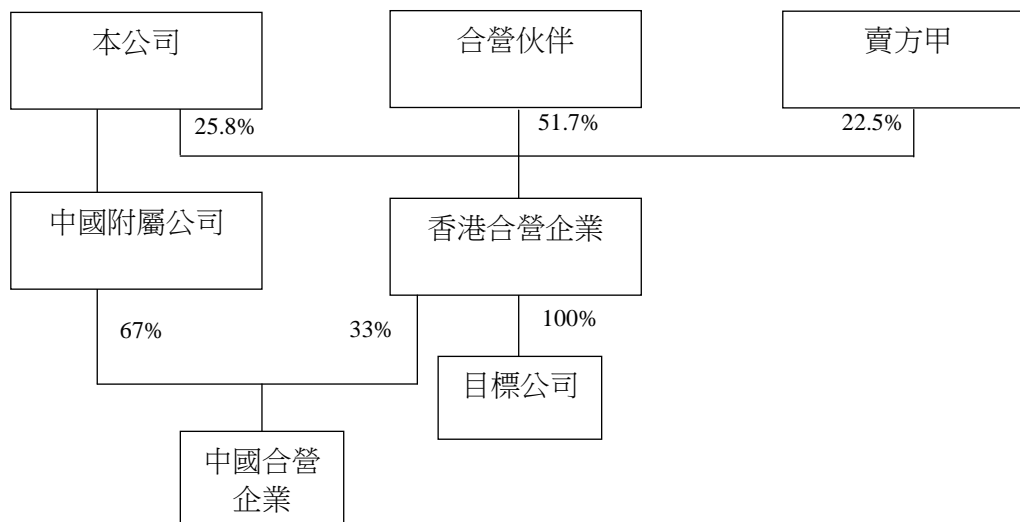 本公司
合營伙伴
賣方甲
25.8%
51.7%
22.5%
中國附屬公司
香港合營企業
67%
33%
100%
目標公司
中國合營
企業